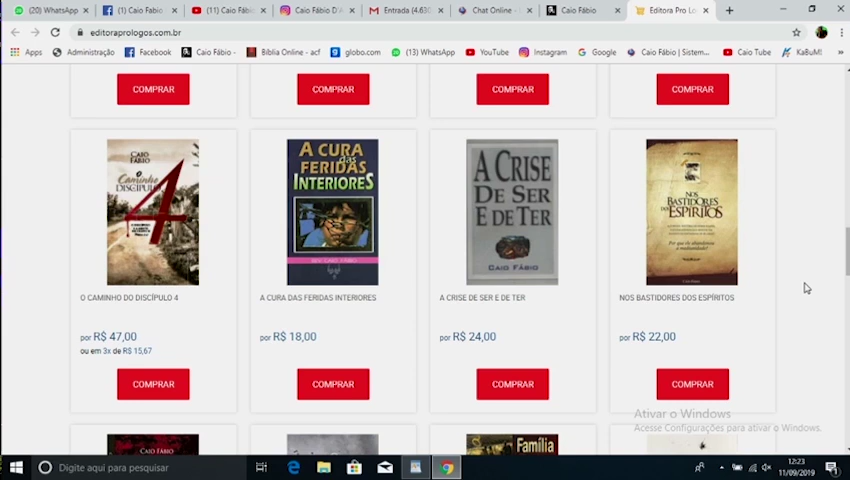 (20) WhatsApp
(1) Caio Fábio
(11) Caio Fábio
Caio Fábio D'A
Entrada (4.630
Chat Online -
Caio Fábio
Editora Pro Lo
editoraprologos.com.br
Apps
Administração
Facebook
Caio Fábio -
Bíblia Online - acf
globo.com
(13) WhatsApp
YouTube
Instagram
Google
Caio Fábio | Sistem...
Caio Tube
KaBuM!
COMPRAR
COMPRAR
COMPRAR
COMPRAR
CAIO FÁBIO
O Caminho do DISCÍPULO
4
A CURA das FERIDAS INTERIORES
REV. CAIO FÁBIO
A CRISE DE SER E DE TER
CAIO FÁBIO
NOS BASTIDORES DOS ESPÍRITOS
Por que ele abandonou a mediunidade?
O CAMINHO DO DISCÍPULO 4
A CURA DAS FERIDAS INTERIORES
A CRISE DE SER E DE TER
NOS BASTIDORES DOS ESPÍRITOS
por R$ 47,00
ou em 3x de R$ 15,67
por R$ 18,00
por R$ 24,00
por R$ 22,00
COMPRAR
COMPRAR
COMPRAR
COMPRAR
Ativar o Windows
Acesse Configurações para ativar o Windows.
CAIO FÁBIO
Família
Digite aqui para pesquisar
12:23
11/09/2019